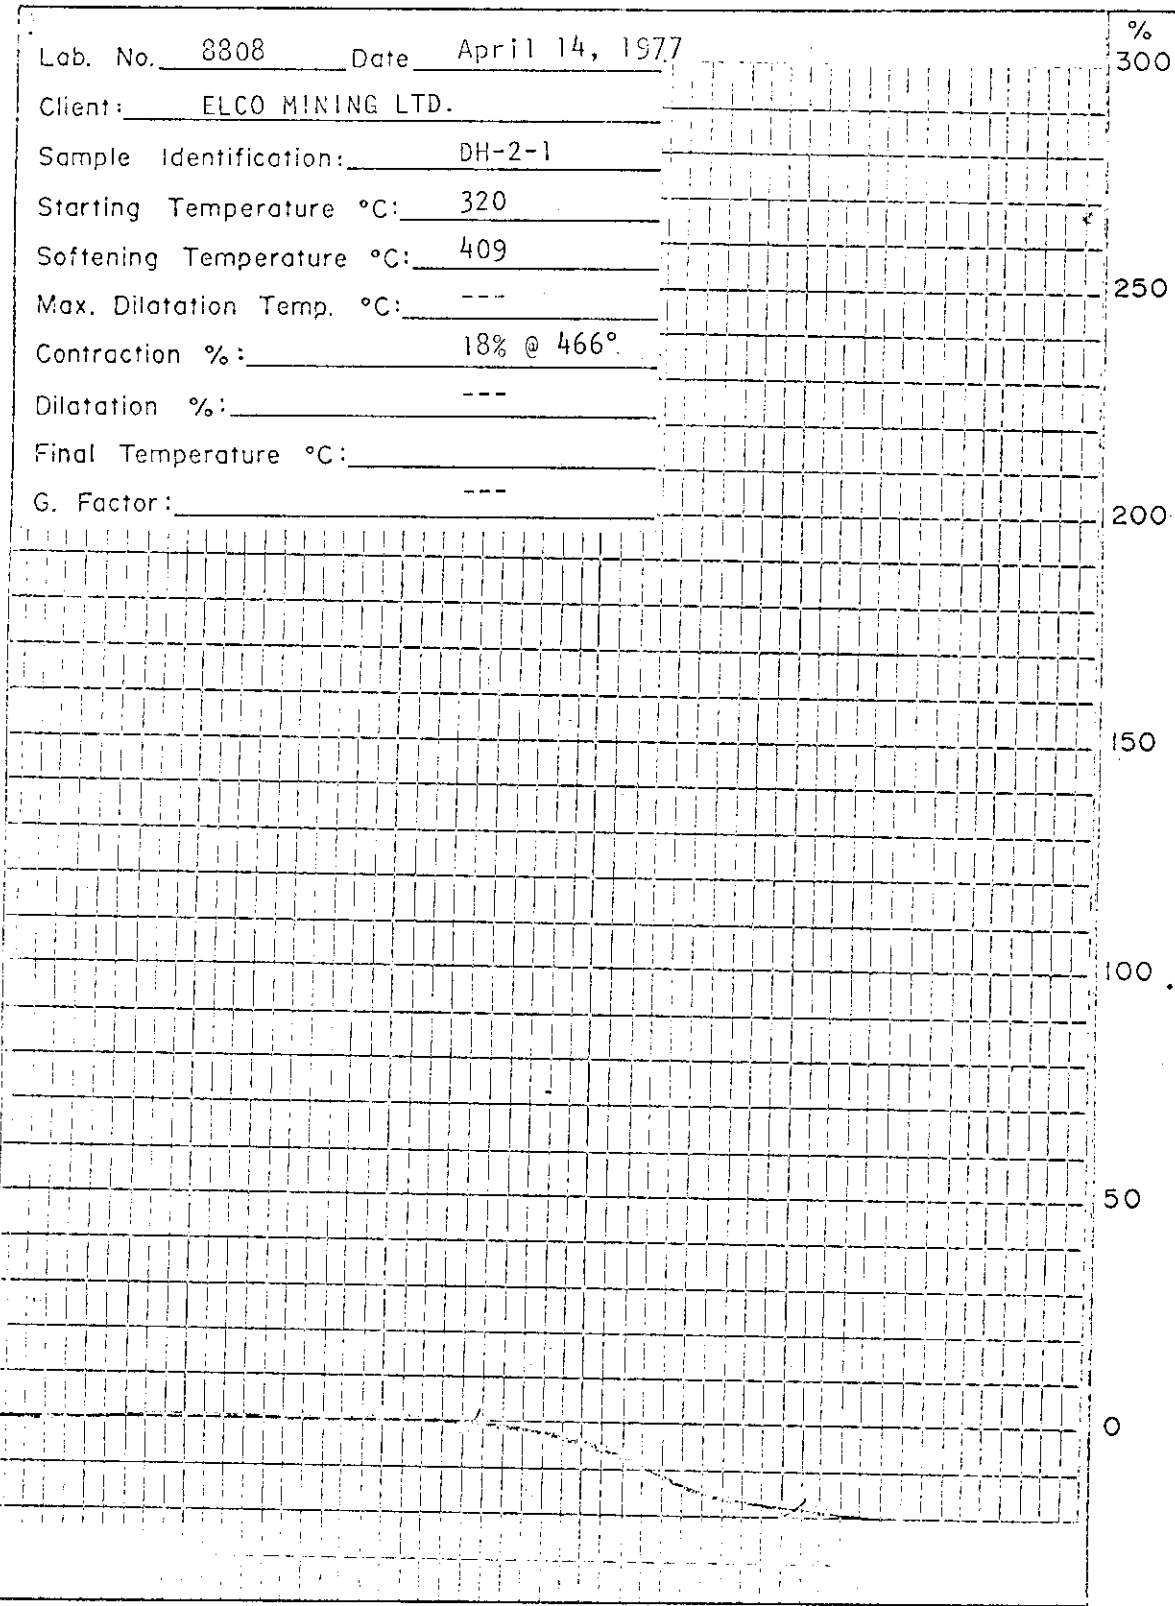 Lab. No. 8808 Date April 14, 1977
Client: ELCO MINING LTD.
Sample Identification: DH-2-1
Starting Temperature °C: 320
Softening Temperature °C: 409
Max. Dilatation Temp. °C: ---
Contraction %: 18% @ 466°
Dilatation %: ---
Final Temperature °C:
G. Factor: ---
%
300
250
200
150
100
50
0